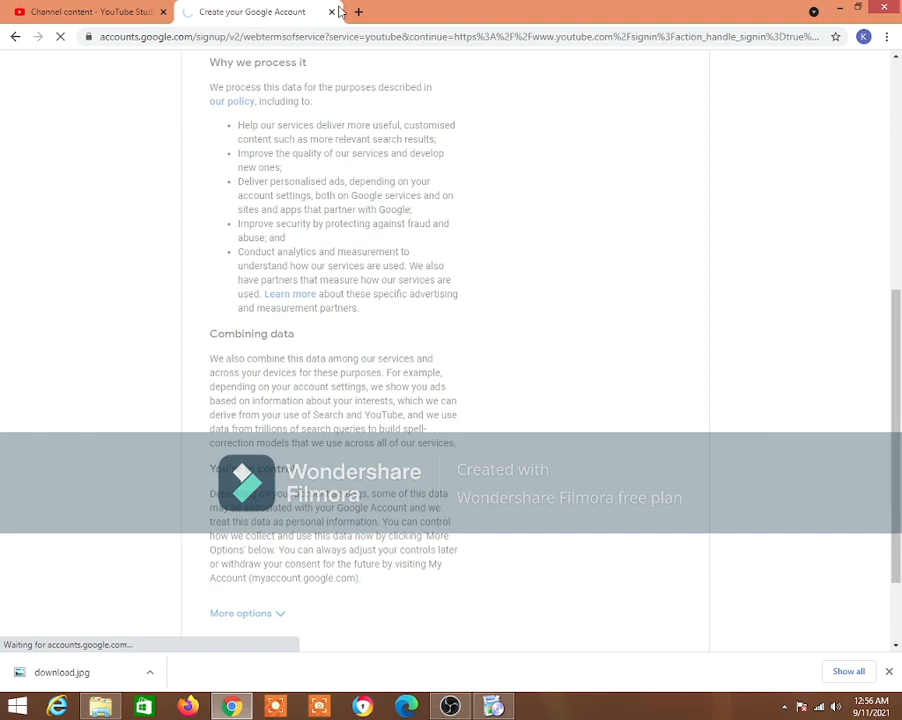 Channel content - YouTube Stud
Create your Google Account
accounts.google.com/signup/v2/webtermsofservice?service=youtube&continue=https%3A%2F%2Fwww.youtube.com%2Fsignin%3Faction_handle_signin%3Dtrue%...
K
Why we process it
We process this data for the purposes described in
our policy, including to:
• Help our services deliver more useful, customised
content such as more relevant search results;
• Improve the quality of our services and develop
new ones;
• Deliver personalised ads, depending on your
account settings, both on Google services and on
sites and apps that partner with Google;
• Improve security by protecting against fraud and
abuse; and
• Conduct analytics and measurement to
understand how our services are used. We also
have partners that measure how our services are
used. Learn more about these specific advertising
and measurement partners.
Combining data
We also combine this data among our services and
across your devices for these purposes. For example,
depending on your account settings, we show you ads
based on information about your interests, which we can
derive from your use of Search and YouTube, and we use
data from trillions of search queries to build spell-
correction models that we use across all of our services.
Wondershare
Filmora
Created with
Wondershare Filmora free plan
some of this data
may be associated with your Google Account and we
treat this data as personal information. You can control
how we collect and use this data now by clicking 'More
Options' below. You can always adjust your controls later
or withdraw your consent for the future by visiting My
Account (myaccount.google.com).
More options
Waiting for accounts.google.com...
download.jpg
Show all
12:56 AM
9/11/2021